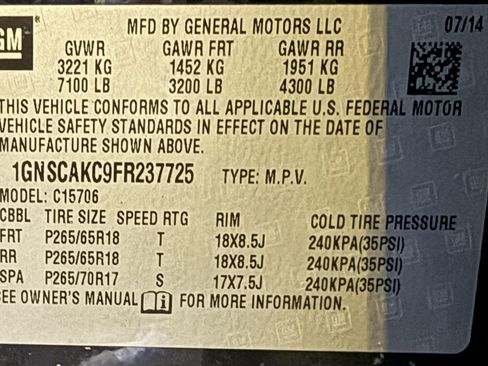 GM
MFD BY GENERAL MOTORS LLC 07/14
GVWR GAWR FRT GAWR RR
3221 KG 1452 KG 1951 KG
7100 LB 3200 LB 4300 LB
THIS VEHICLE CONFORMS TO ALL APPLICABLE U.S. FEDERAL MOTOR
VEHICLE SAFETY STANDARDS IN EFFECT ON THE DATE OF
MANUFACTURE SHOWN ABOVE.
1GNSCAKC9FR237725 TYPE: M.P.V.
MODEL: C15706
CBBL TIRE SIZE SPEED RTG RIM COLD TIRE PRESSURE
FRT P265/65R18 T 18X8.5J 240KPA(35PSI)
RR P265/65R18 T 18X8.5J 240KPA(35PSI)
SPA P265/70R17 S 17X7.5J 240KPA(35PSI)
SEE OWNER'S MANUAL FOR MORE INFORMATION.